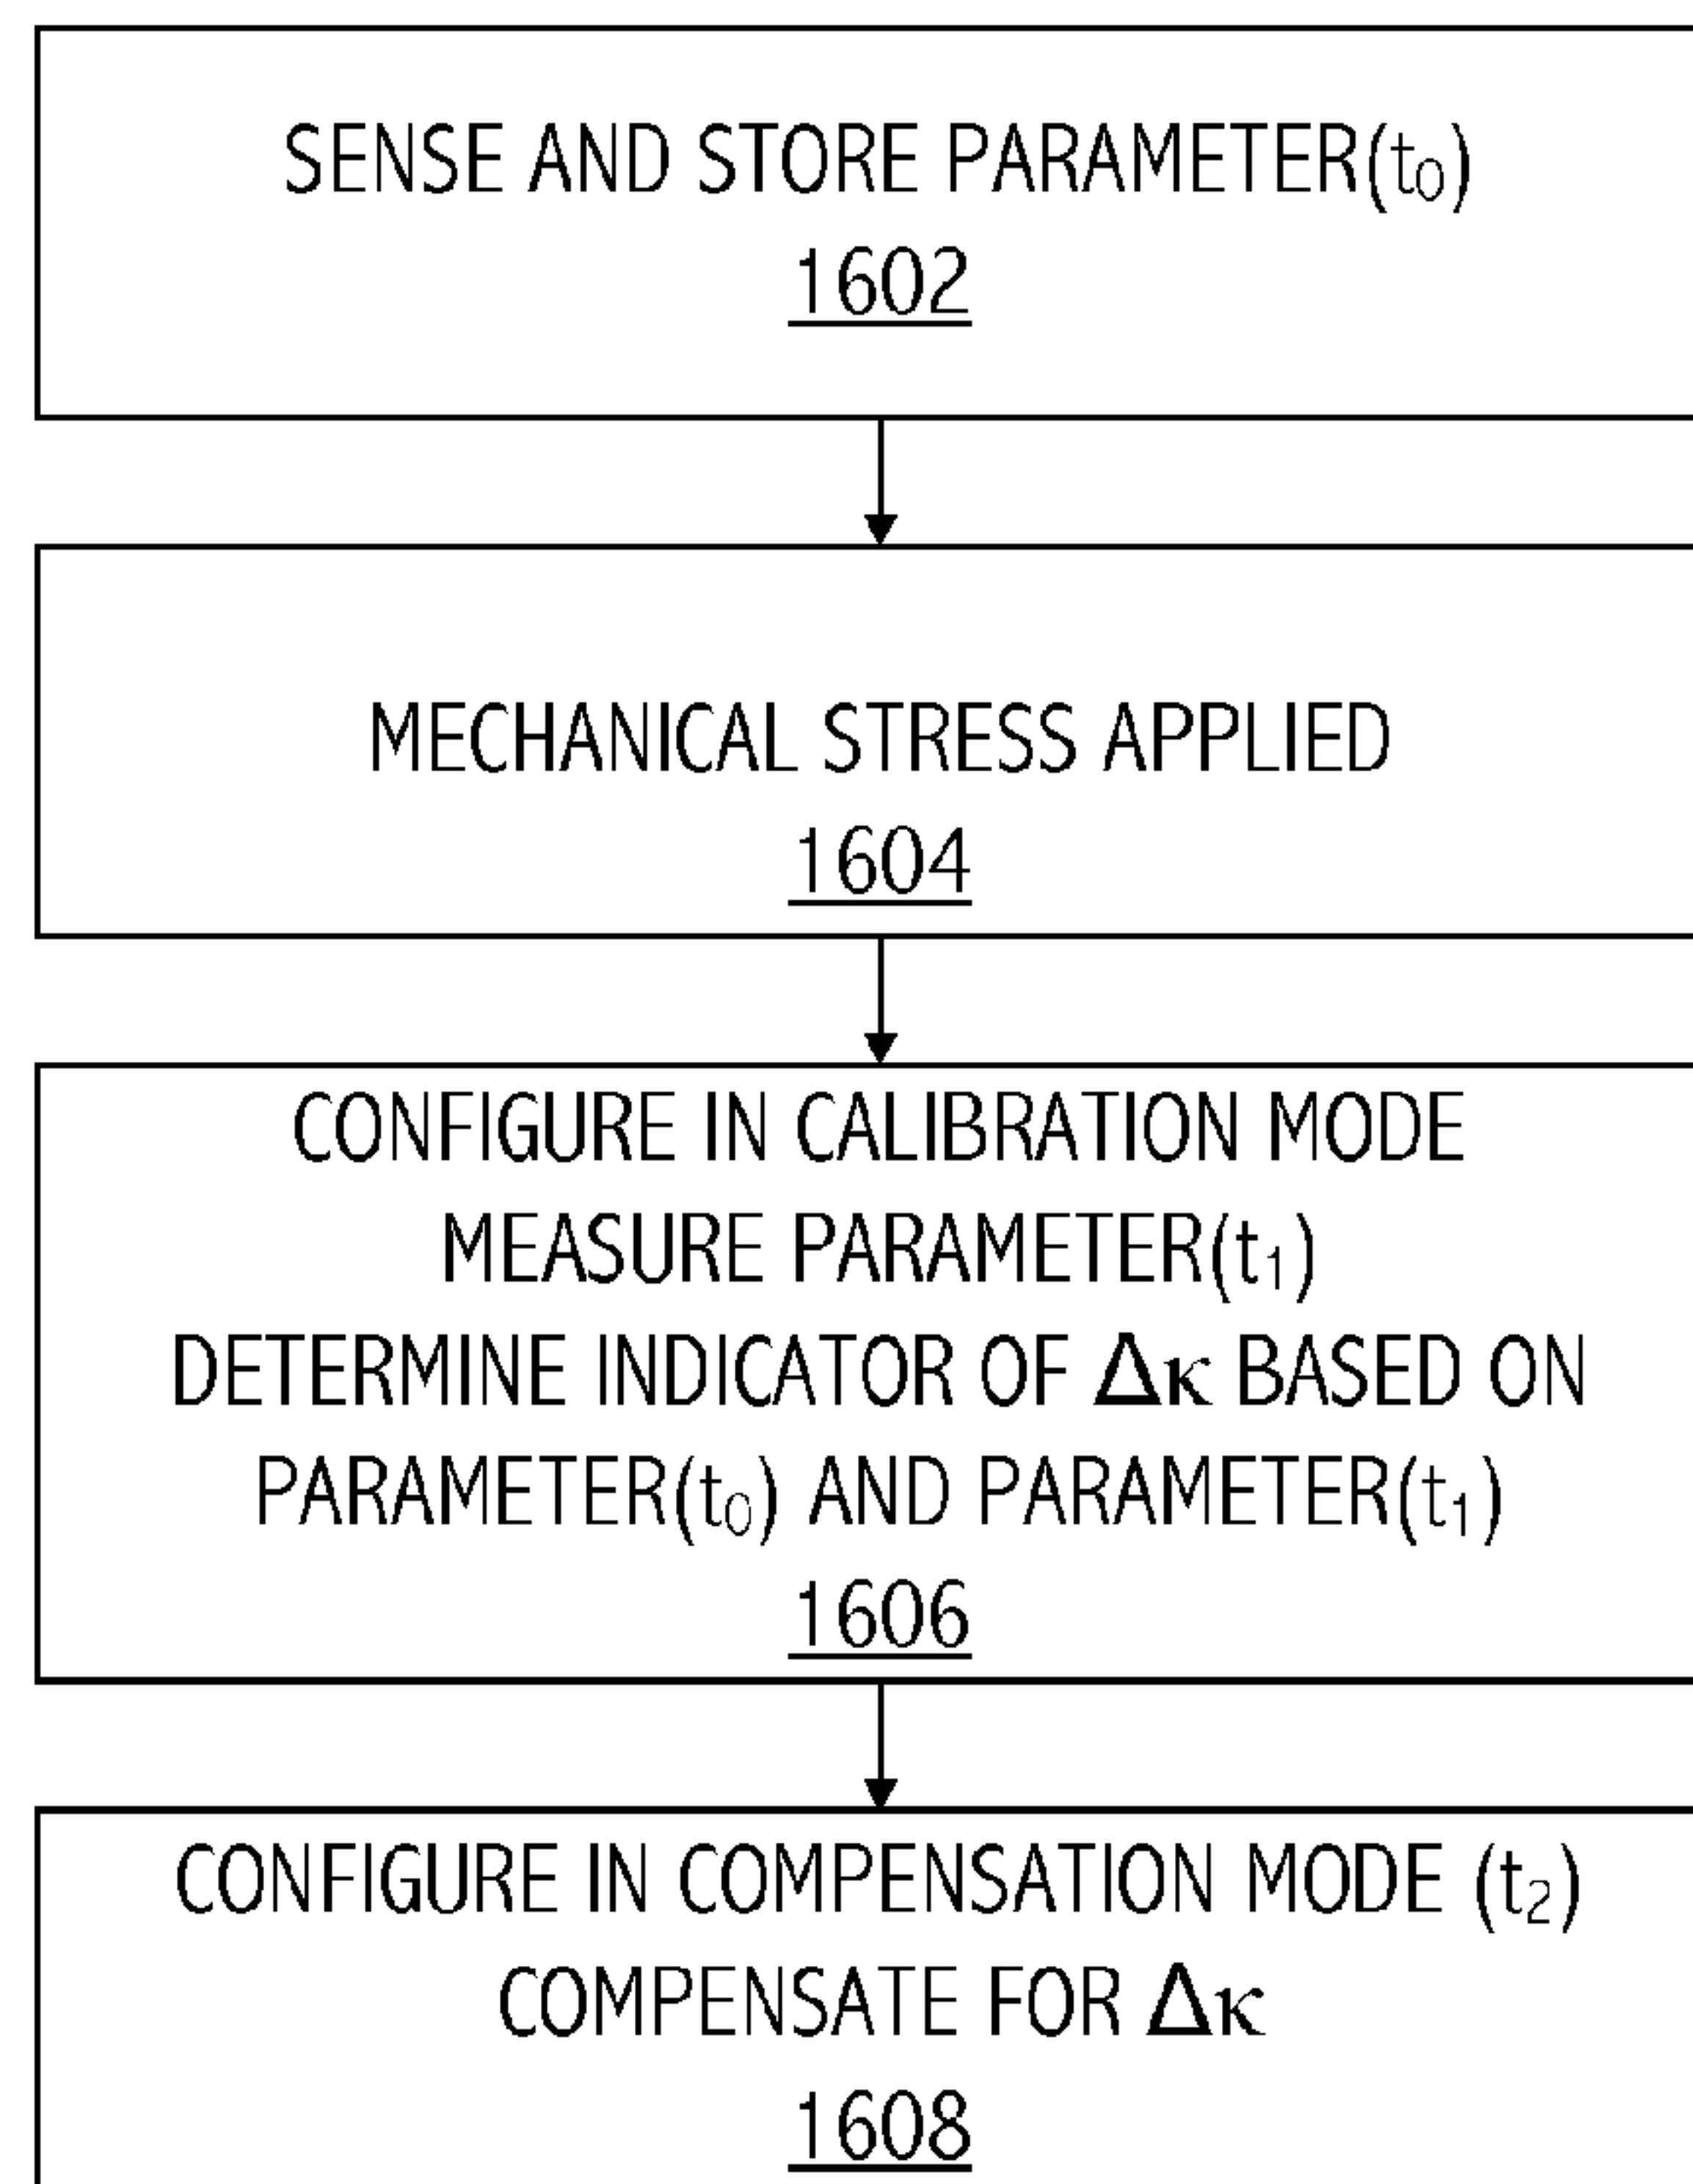 SENSE AND STORE PARAMETER(t₀)
1602
MECHANICAL STRESS APPLIED
1604
CONFIGURE IN CALIBRATION MODE
MEASURE PARAMETER(t₁)
DETERMINE INDICATOR OF Δκ BASED ON
PARAMETER(t₀) AND PARAMETER(t₁)
1606
CONFIGURE IN COMPENSATION MODE (t₂)
COMPENSATE FOR Δκ
1608